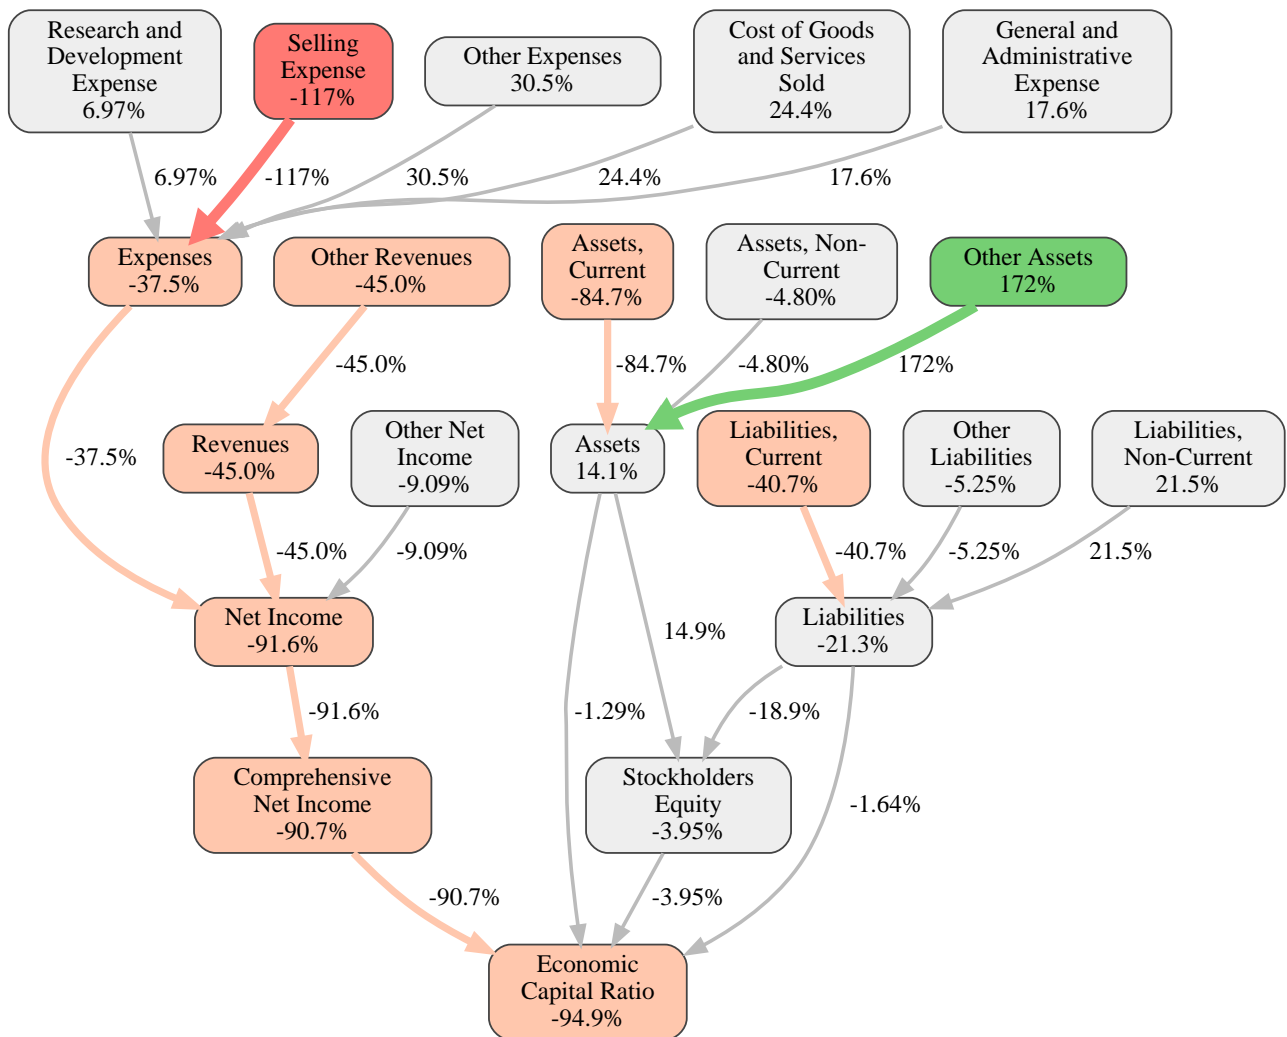 Research and
Development
Expense
6.97%
Selling
Expense
-117%
Other Expenses
30.5%
Cost of Goods
and Services
Sold
24.4%
General and
Administrative
Expense
17.6%
6.97%
-117%
30.5%
24.4%
17.6%
Expenses
-37.5%
Other Revenues
-45.0%
Assets,
Current
-84.7%
Assets, Non-
Current
-4.80%
Other Assets
172%
-45.0%
-84.7%
-4.80%
172%
-37.5%
Revenues
-45.0%
Other Net
Income
-9.09%
Assets
14.1%
Liabilities,
Current
-40.7%
Other
Liabilities
-5.25%
Liabilities,
Non-Current
21.5%
-45.0%
-9.09%
-40.7%
-5.25%
21.5%
Net Income
-91.6%
14.9%
Liabilities
-21.3%
-91.6%
-1.29%
-18.9%
Comprehensive
Net Income
-90.7%
Stockholders
Equity
-3.95%
-1.64%
-90.7%
-3.95%
Economic
Capital Ratio
-94.9%